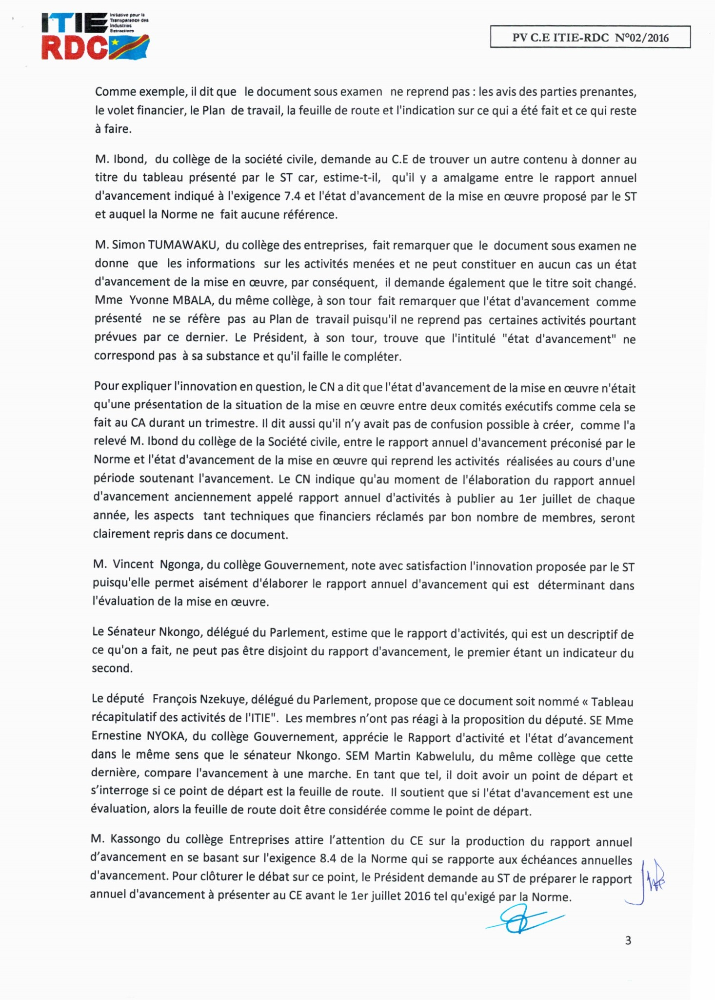 ITIE
Initiative pour la
Transparence des
Industries
Extractives
RDC
PV C.E ITIE-RDC N°02/2016
Comme exemple, il dit que le document sous examen ne reprend pas : les avis des parties prenantes,
le volet financier, le Plan de travail, la feuille de route et l'indication sur ce qui a été fait et ce qui reste
à faire.
M. Ibond, du collège de la société civile, demande au C.E de trouver un autre contenu à donner au
titre du tableau présenté par le ST car, estime-t-il, qu'il y a amalgame entre le rapport annuel
d'avancement indiqué à l'exigence 7.4 et l'état d'avancement de la mise en œuvre proposé par le ST
et auquel la Norme ne fait aucune référence.
M. Simon TUMAWAKU, du collège des entreprises, fait remarquer que le document sous examen ne
donne que les informations sur les activités menées et ne peut constituer en aucun cas un état
d'avancement de la mise en œuvre, par conséquent, il demande également que le titre soit changé.
Mme Yvonne MBALA, du même collège, à son tour fait remarquer que l'état d'avancement comme
présenté ne se réfère pas au Plan de travail puisqu'il ne reprend pas certaines activités pourtant
prévues par ce dernier. Le Président, à son tour, trouve que l'intitulé "état d'avancement" ne
correspond pas à sa substance et qu'il faille le compléter.
Pour expliquer l'innovation en question, le CN a dit que l'état d'avancement de la mise en œuvre n'était
qu'une présentation de la situation de la mise en œuvre entre deux comités exécutifs comme cela se
fait au CA durant un trimestre. Il dit aussi qu'il n’y avait pas de confusion possible à créer, comme l'a
relevé M. Ibond du collège de la Société civile, entre le rapport annuel d'avancement préconisé par le
Norme et l'état d'avancement de la mise en œuvre qui reprend les activités réalisées au cours d'une
période soutenant l'avancement. Le CN indique qu'au moment de l'élaboration du rapport annuel
d'avancement anciennement appelé rapport annuel d'activités à publier au 1er juillet de chaque
année, les aspects tant techniques que financiers réclamés par bon nombre de membres, seront
clairement repris dans ce document.
M. Vincent Ngonga, du collège Gouvernement, note avec satisfaction l'innovation proposée par le ST
puisqu'elle permet aisément d'élaborer le rapport annuel d'avancement qui est déterminant dans
l'évaluation de la mise en œuvre.
Le Sénateur Nkongo, délégué du Parlement, estime que le rapport d'activités, qui est un descriptif de
ce qu'on a fait, ne peut pas être disjoint du rapport d'avancement, le premier étant un indicateur du
second.
Le député François Nzekuye, délégué du Parlement, propose que ce document soit nommé « Tableau
récapitulatif des activités de l'ITIE". Les membres n’ont pas réagi à la proposition du député. SE Mme
Ernestine NYOKA, du collège Gouvernement, apprécie le Rapport d'activité et l'état d’avancement
dans le même sens que le sénateur Nkongo. SEM Martin Kabwelulu, du même collège que cette
dernière, compare l'avancement à une marche. En tant que tel, il doit avoir un point de départ et
s’interroge si ce point de départ est la feuille de route. Il soutient que si l'état d'avancement est une
évaluation, alors la feuille de route doit être considérée comme le point de départ.
M. Kassongo du collège Entreprises attire l’attention du CE sur la production du rapport annuel
d’avancement en se basant sur l'exigence 8.4 de la Norme qui se rapporte aux échéances annuelles
d'avancement. Pour clôturer le débat sur ce point, le Président demande au ST de préparer le rapport
annuel d'avancement à présenter au CE avant le 1er juillet 2016 tel qu'exigé par la Norme.
3